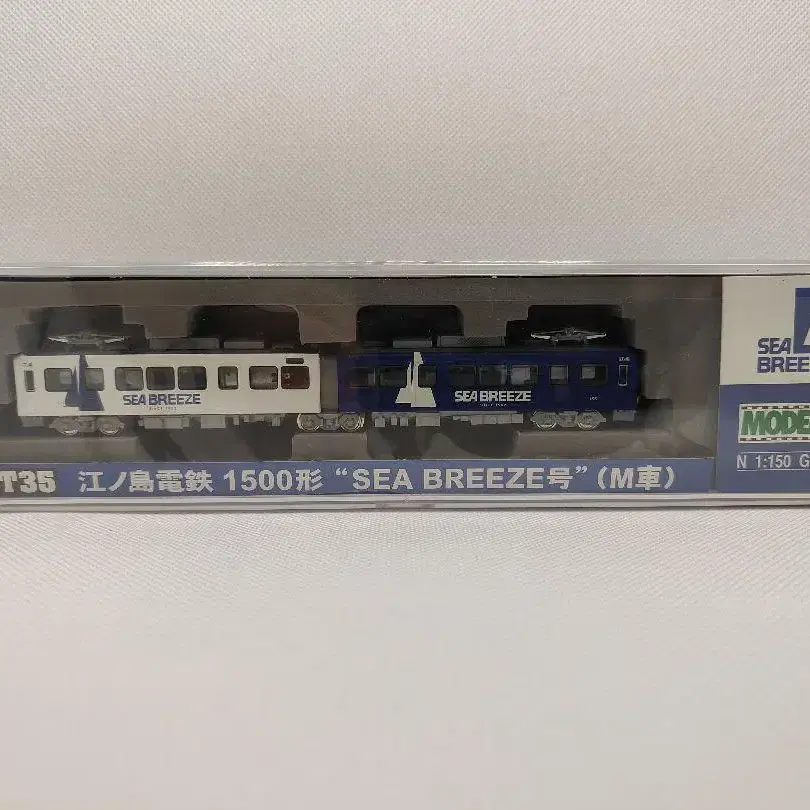 SEA BREEZE
SEA BREEZE
SEA
BREEZ
MODE
N 1:150 G
T35 江ノ島電鉄 1500形 “SEA BREEZE号”（M車）